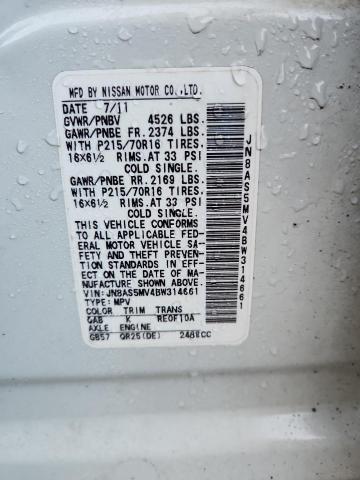 MFD BY NISSAN MOTOR CO.,LTD.
DATE 7/11
GVWR/PNBV 4526 LBS.
GAWR/PNBE FR. 2374 LBS.
WITH P215/70R16 TIRES,
16X6½ RIMS, AT 33 PSI
COLD SINGLE.
GAWR/PNBE RR. 2169 LBS.
WITH P215/70R16 TIRES,
16X6½ RIMS, AT 33 PSI
COLD SINGLE.
THIS VEHICLE CONFORMS
TO ALL APPLICABLE FED-
ERAL MOTOR VEHICLE SA-
FETY AND THEFT PREVEN-
TION STANDARDS IN EFF-
ECT ON THE DATE OF MA-
NUFACTURE SHOWN ABOVE.
VIN: JN8AS5MV4BW314661
TYPE: MPV
COLOR TRIM TRANS
GAB K RE0F10A
AXLE ENGINE
GB57 QR25(DE) 2488CC
JN8AS5MV4BW314661